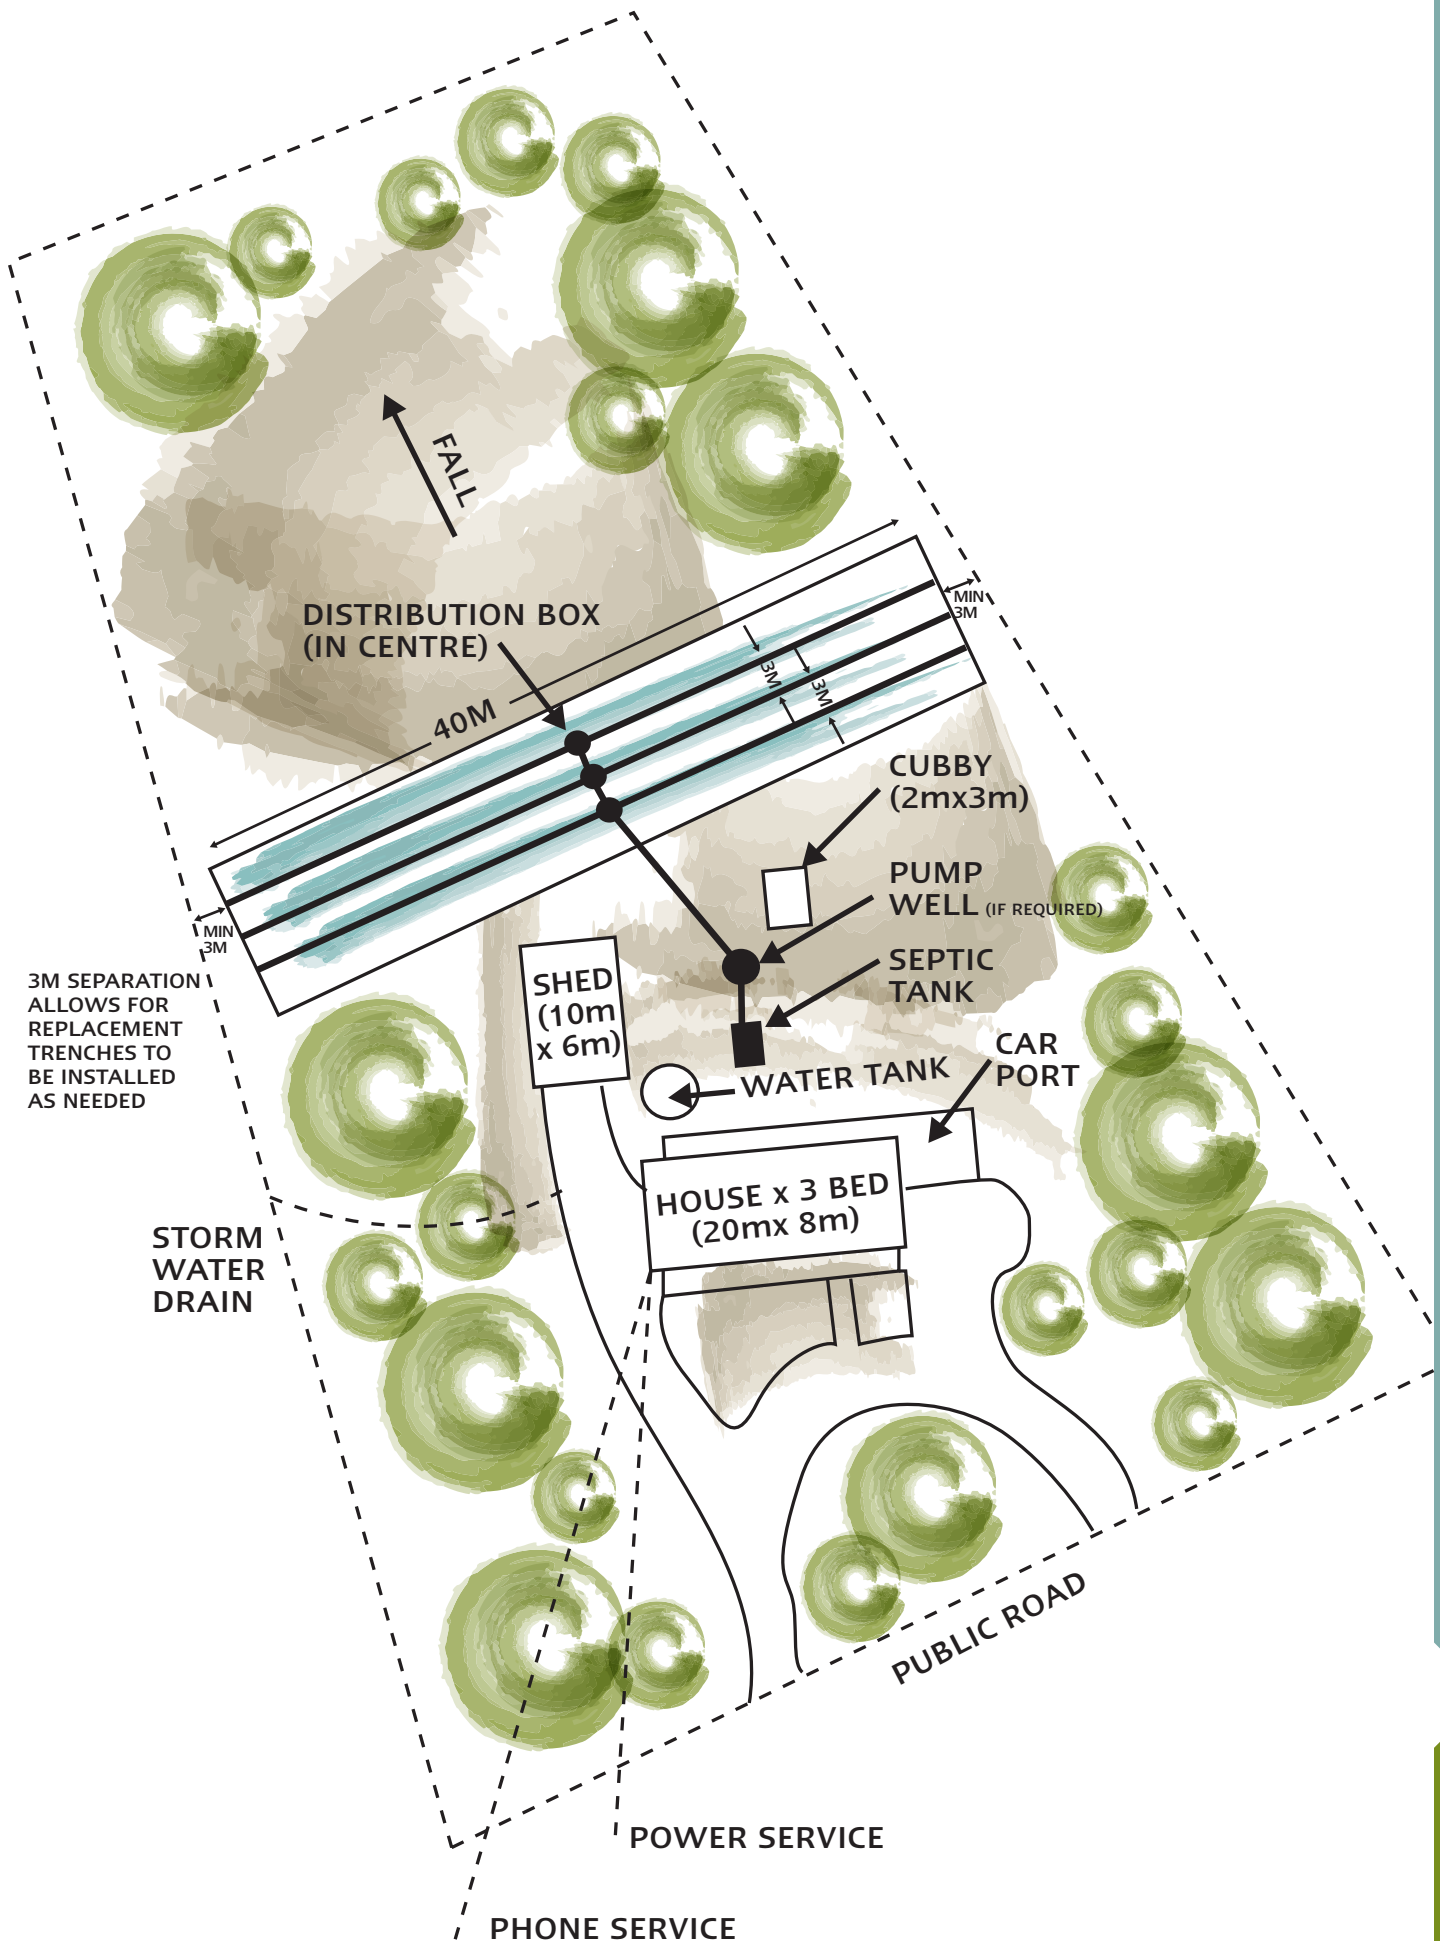 FALL
DISTRIBUTION BOX
(IN CENTRE)
40M
MIN
3M
3M
3M
CUBBY
(2mx3m)
PUMP
WELL (IF REQUIRED)
MIN
3M
SEPTIC
TANK
SHED
(10m
x 6m)
3M SEPARATION
ALLOWS FOR
REPLACEMENT
TRENCHES TO
BE INSTALLED
AS NEEDED
CAR
PORT
WATER TANK
HOUSE x 3 BED
(20mx 8m)
STORM
WATER
DRAIN
PUBLIC ROAD
POWER SERVICE
PHONE SERVICE